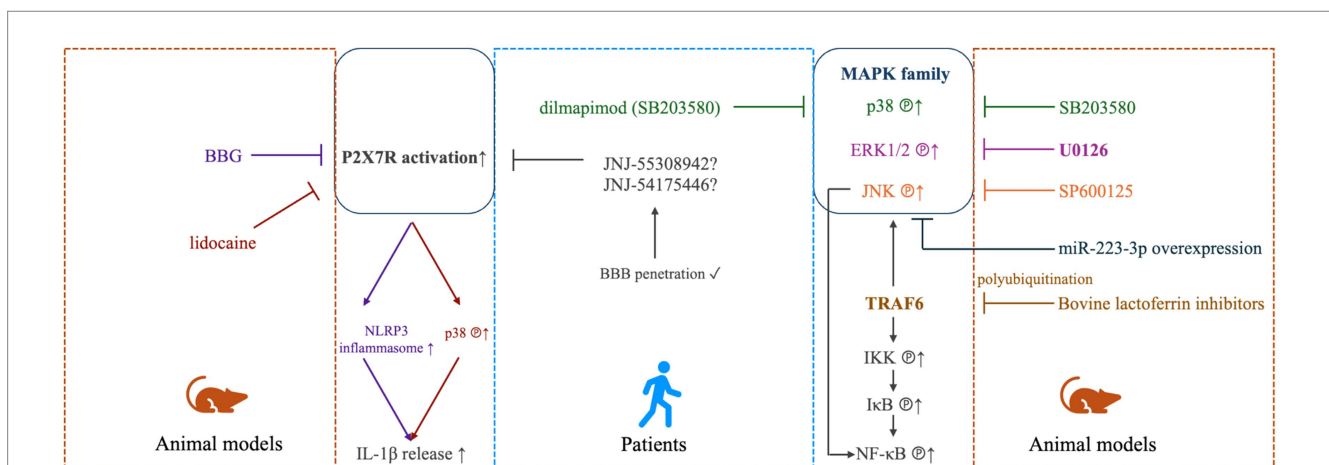 BBG
lidocaine
Animal models
P2X7R activation↑
NLRP3
inflammasome ↑
p38 Ⓟ↑
IL-1β release ↑
dilmapimod (SB203580)
JNJ-55308942?
JNJ-54175446?
BBB penetration ✓
Patients
MAPK family
p38 Ⓟ↑
ERK1/2 Ⓟ↑
JNK Ⓟ↑
TRAF6
IKK Ⓟ↑
IκB Ⓟ↑
NF-κB Ⓟ↑
SB203580
U0126
SP600125
miR-223-3p overexpression
polyubiquitination
Bovine lactoferrin inhibitors
Animal models